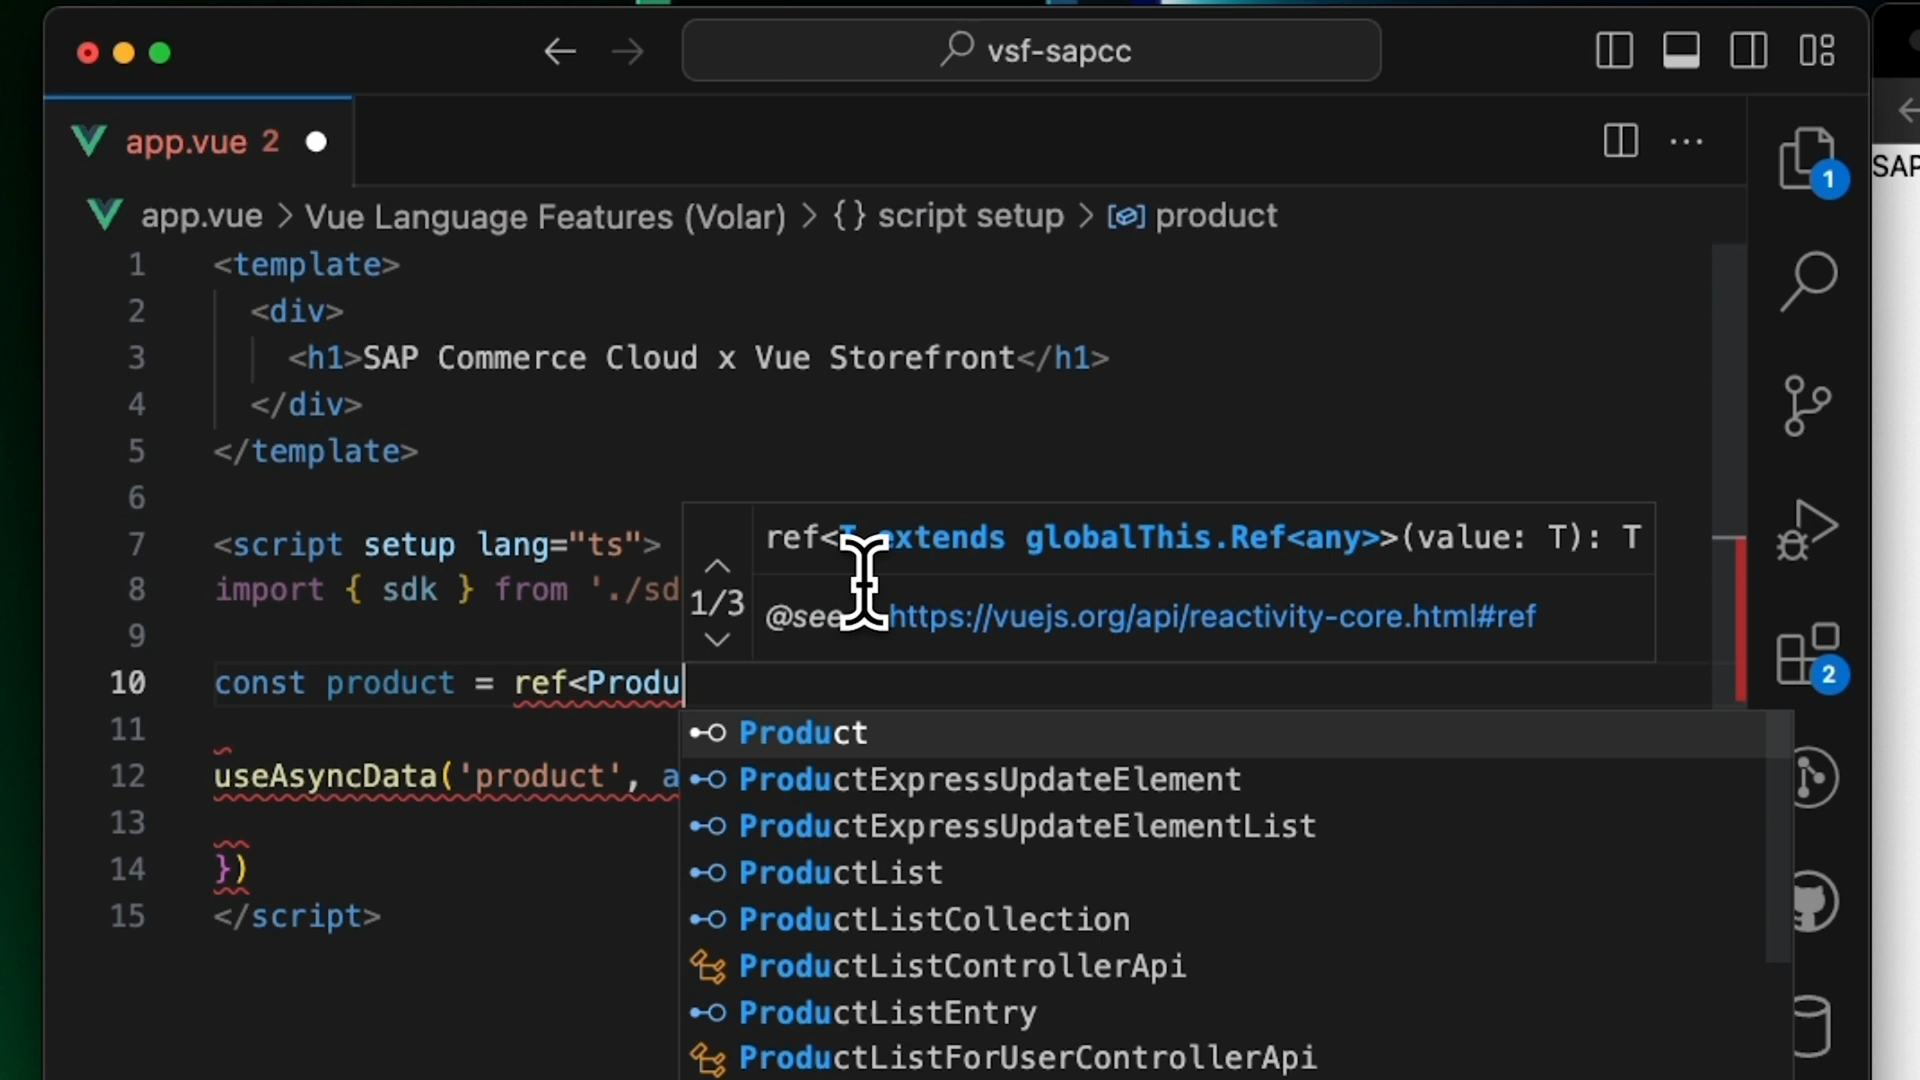 vsf-sapcc
app.vue 2
1
SAP
app.vue > Vue Language Features (Volar) > {} script setup > product
1 <template>
2 <div>
3 <h1>SAP Commerce Cloud x Vue Storefront</h1>
4 </div>
5 </template>
6
7 <script setup lang="ts">
8 import { sdk } from './sd
9
10 const product = ref<Produ
11
12 useAsyncData('product', a
13
14 })
15 </script>
ref<T extends globalThis.Ref<any>>(value: T): T
1/3
@see https://vuejs.org/api/reactivity-core.html#ref
2
Product
ProductExpressUpdateElement
ProductExpressUpdateElementList
ProductList
ProductListCollection
ProductListControllerApi
ProductListEntry
ProductListForUserControllerApi